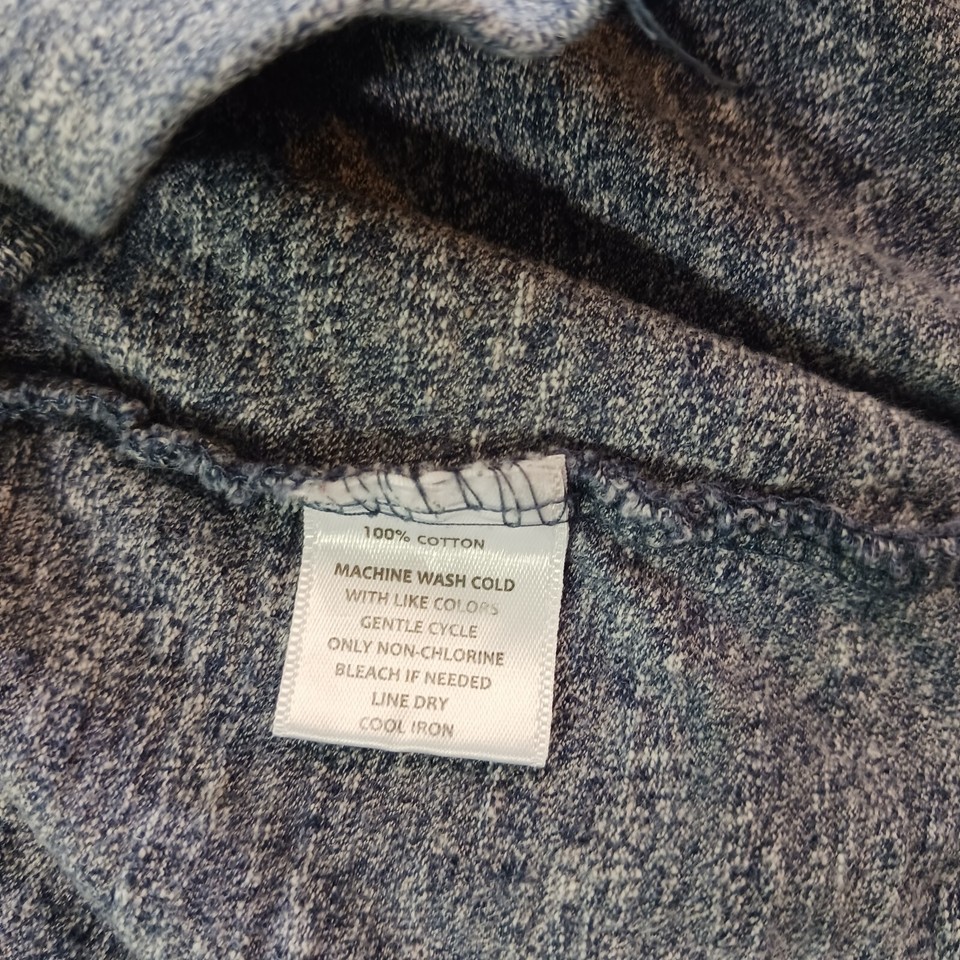 100% COTTON
MACHINE WASH COLD
WITH LIKE COLORS
GENTLE CYCLE
ONLY NON-CHLORINE
BLEACH IF NEEDED
LINE DRY
COOL IRON